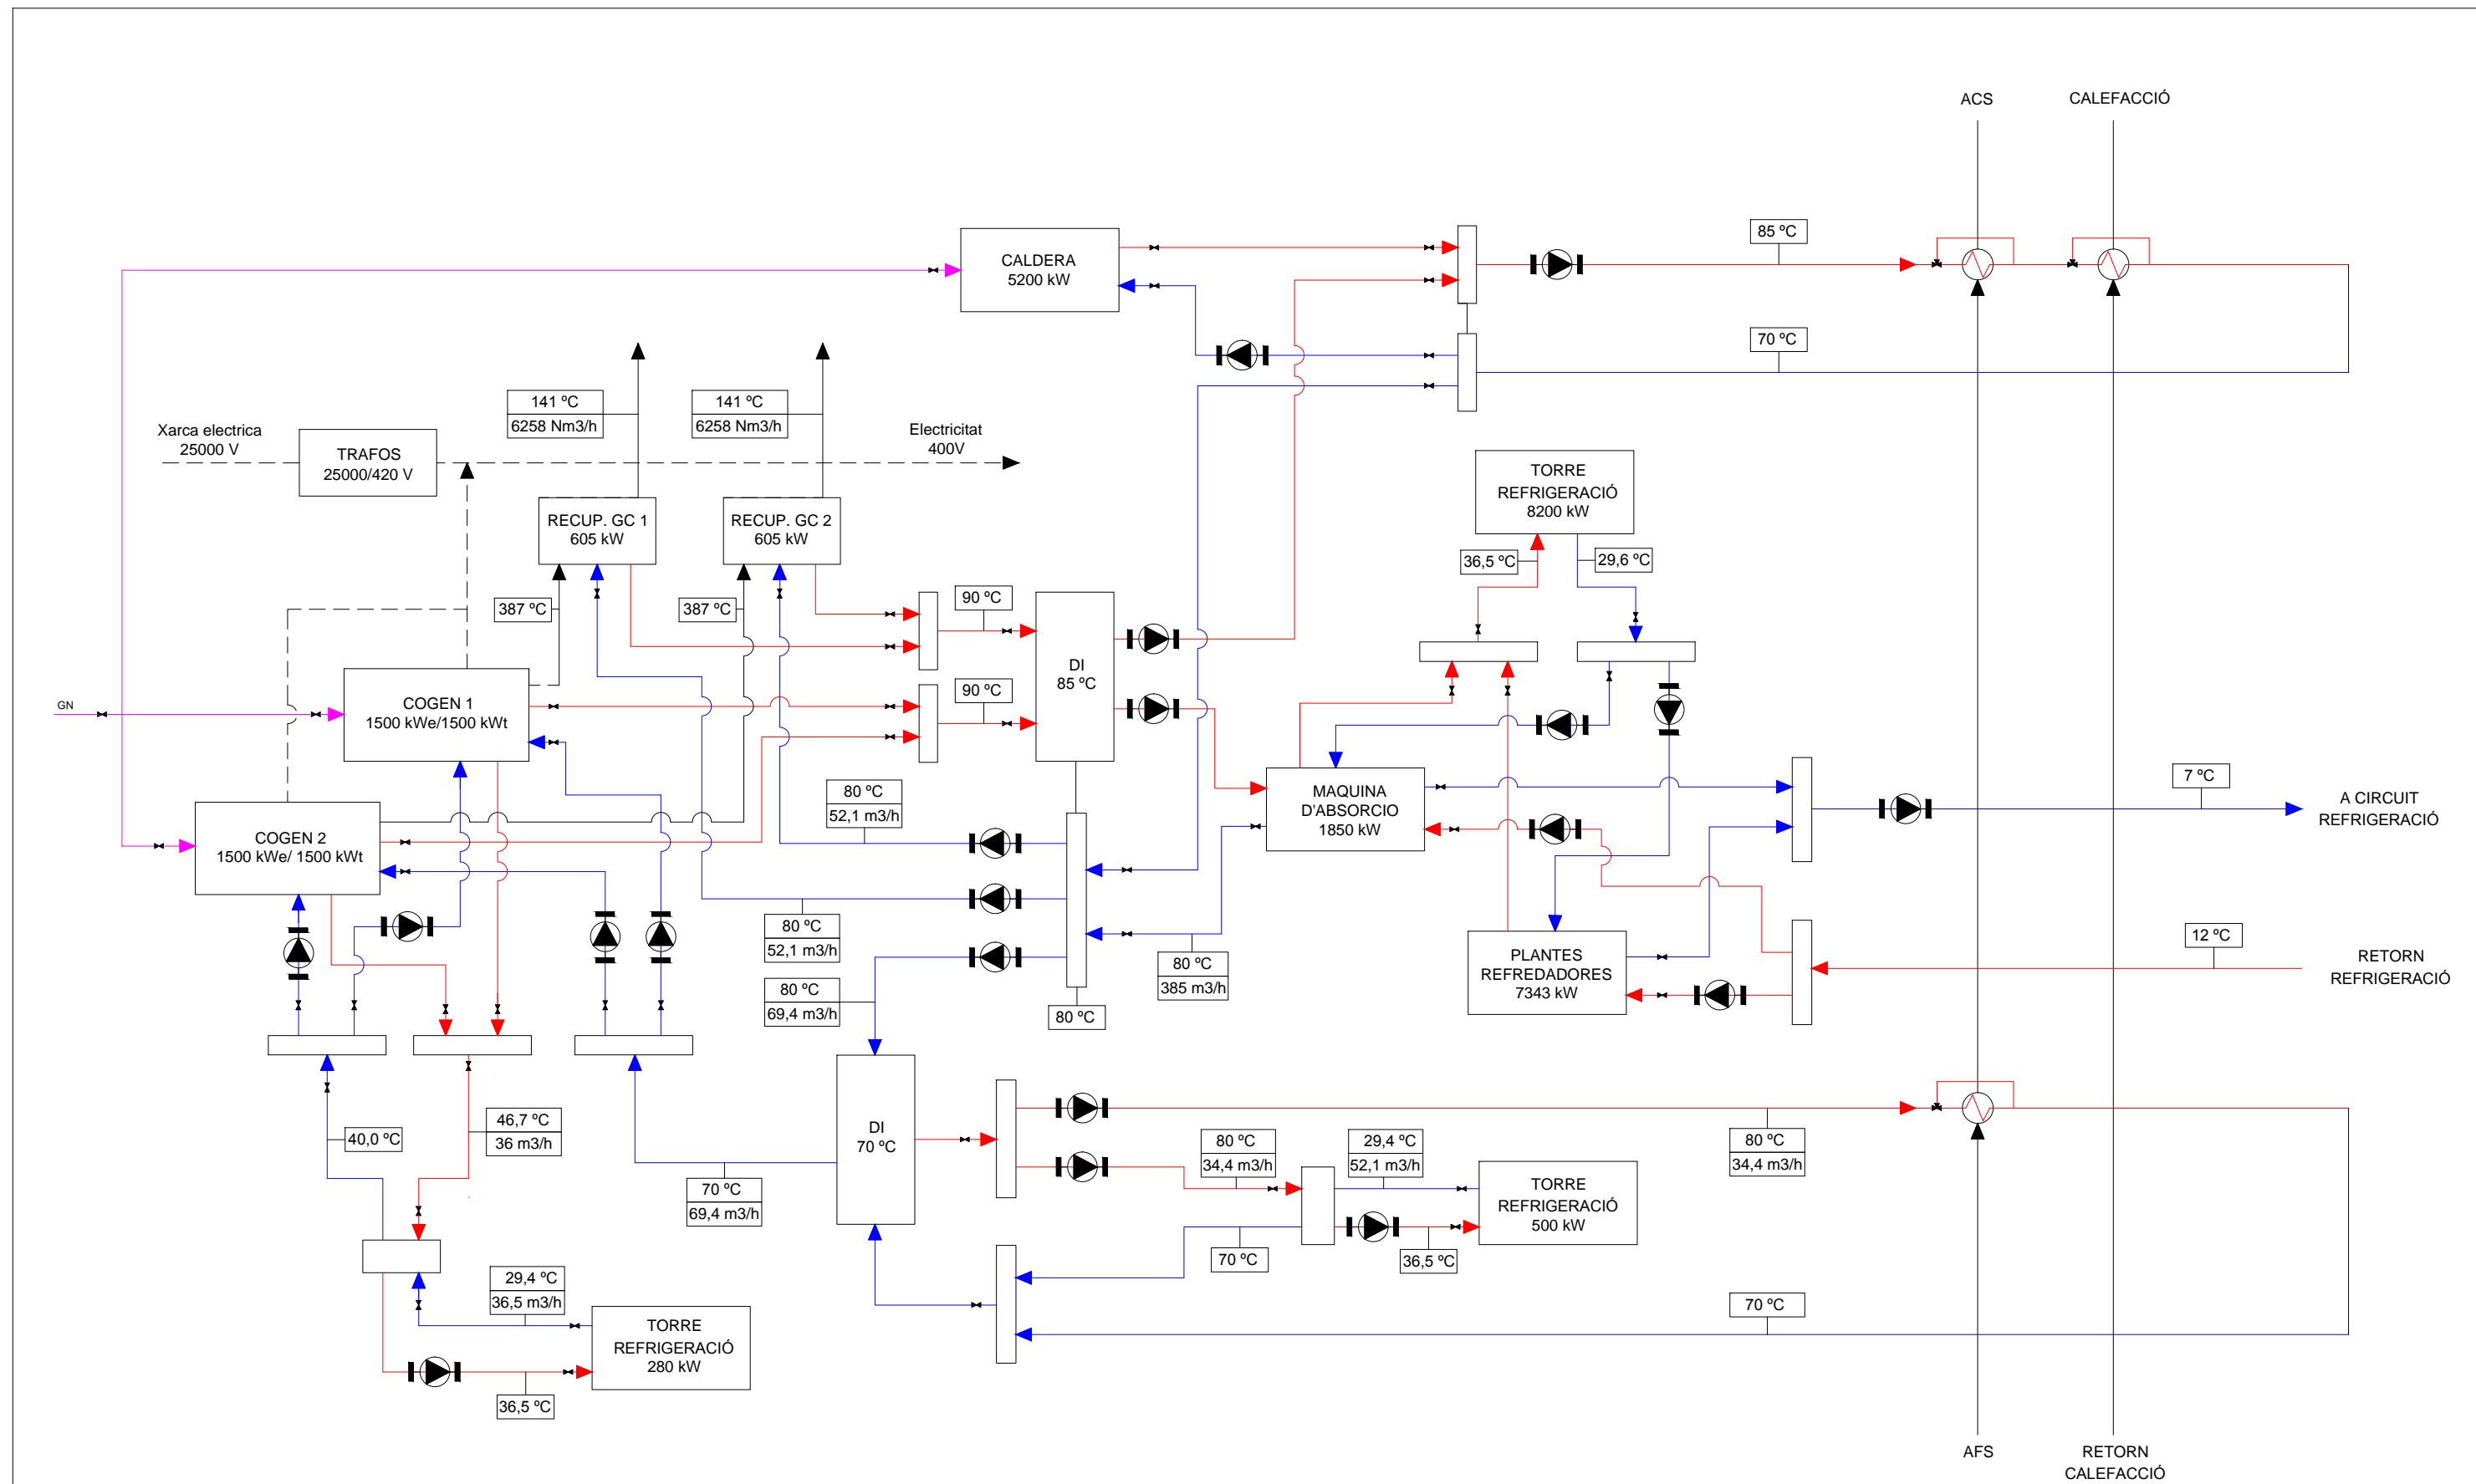 ACS
CALEFACCIÓ
85 ºC
CALDERA
5200 kW
70 ºC
141 ºC
6258 Nm3/h
141 ºC
6258 Nm3/h
Xarca electrica
25000 V
TRAFOS
25000/420 V
Electricitat
400V
TORRE
REFRIGERACIÓ
8200 kW
RECUP. GC 1
605 kW
RECUP. GC 2
605 kW
36,5 ºC
29,6 ºC
387 ºC
387 ºC
90 ºC
DI
85 ºC
90 ºC
GN
COGEN 1
1500 kWe/1500 kWt
80 ºC
52,1 m3/h
MAQUINA
D'ABSORCIO
1850 kW
7 ºC
A CIRCUIT
REFRIGERACIÓ
COGEN 2
1500 kWe/ 1500 kWt
80 ºC
52,1 m3/h
80 ºC
385 m3/h
PLANTES
REFREDADORES
7343 kW
12 ºC
RETORN
REFRIGERACIÓ
80 ºC
69,4 m3/h
80 ºC
46,7 ºC
36 m3/h
40,0 ºC
DI
70 ºC
80 ºC
34,4 m3/h
29,4 ºC
52,1 m3/h
80 ºC
34,4 m3/h
70 ºC
69,4 m3/h
TORRE
REFRIGERACIÓ
500 kW
70 ºC
36,5 ºC
29,4 ºC
36,5 m3/h
70 ºC
TORRE
REFRIGERACIÓ
280 kW
36,5 ºC
AFS
RETORN
CALEFACCIÓ